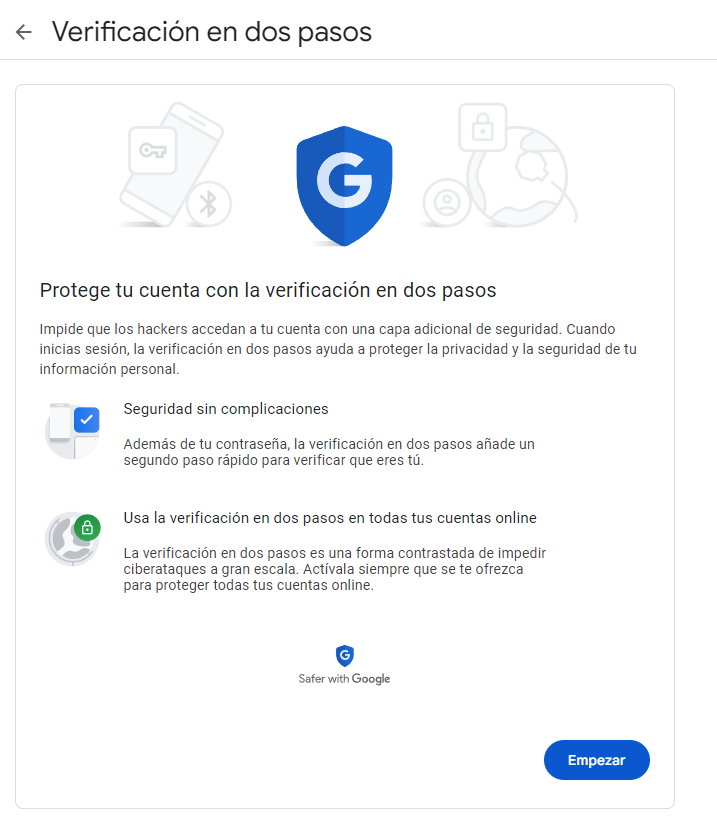 Verificación en dos pasos
Protege tu cuenta con la verificación en dos pasos
Impide que los hackers accedan a tu cuenta con una capa adicional de seguridad. Cuando
inicias sesión, la verificación en dos pasos ayuda a proteger la privacidad y la seguridad de tu
información personal.
Seguridad sin complicaciones
Además de tu contraseña, la verificación en dos pasos añade un
segundo paso rápido para verificar que eres tú.
Usa la verificación en dos pasos en todas tus cuentas online
La verificación en dos pasos es una forma contrastada de impedir
ciberataques a gran escala. Actívala siempre que se te ofrezca
para proteger todas tus cuentas online.
Safer with Google
Empezar